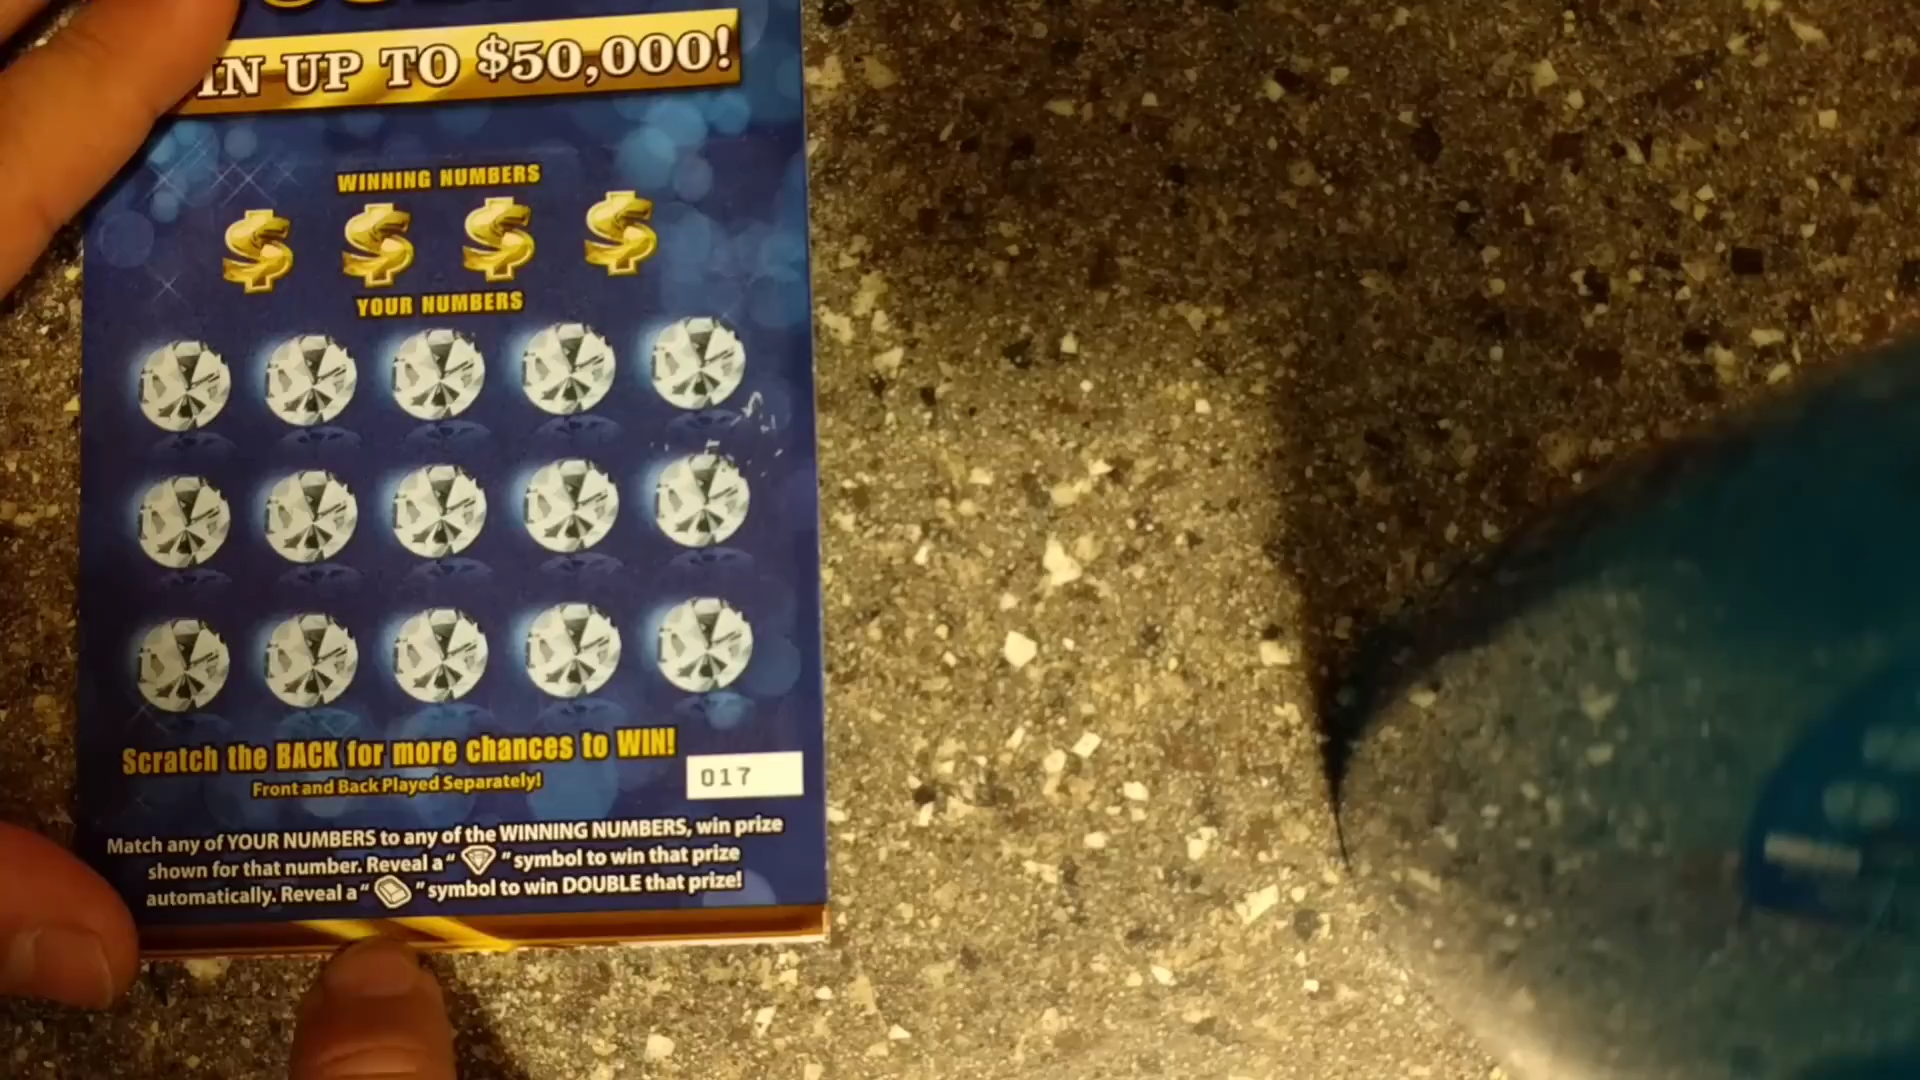 IN UP TO $50,000!
WINNING NUMBERS
$ $ $ $
YOUR NUMBERS
Scratch the BACK for more chances to WIN!
Front and Back Played Separately!
017
Match any of YOUR NUMBERS to any of the WINNING NUMBERS, win prize
shown for that number. Reveal a " " symbol to win that prize
automatically. Reveal a " " symbol to win DOUBLE that prize!